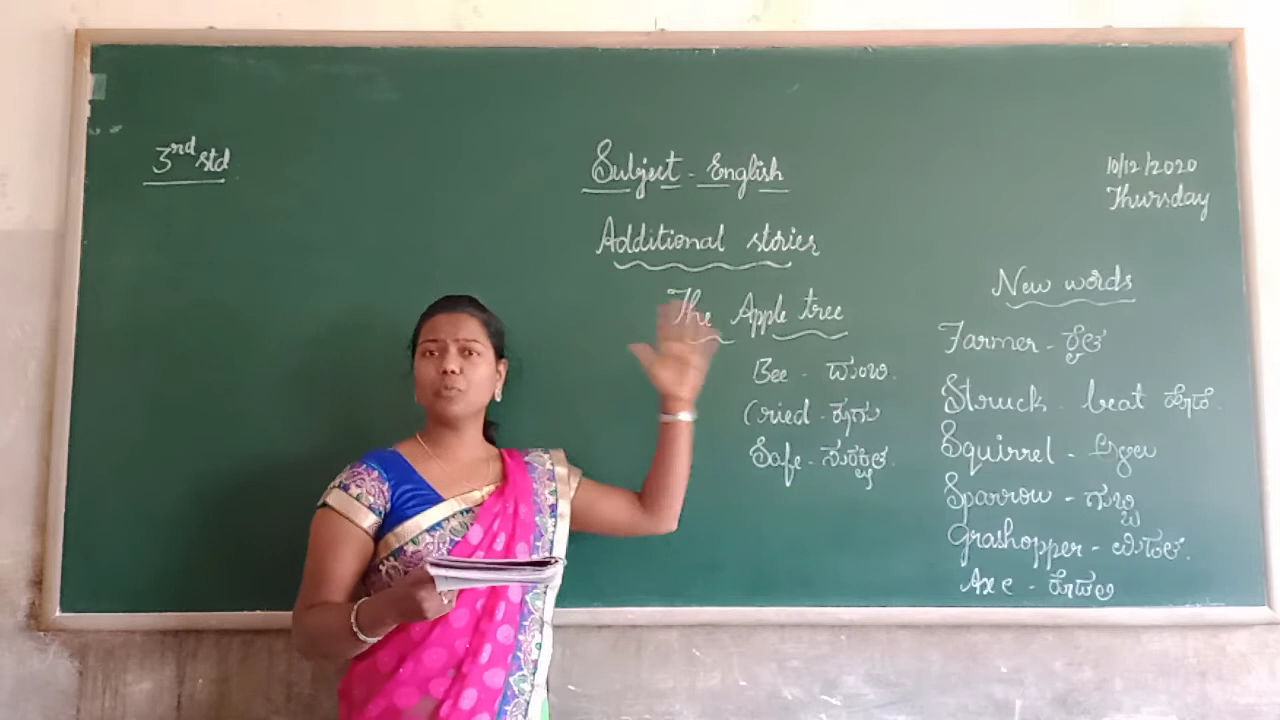 3rd std
Subject - English
10/12/2020
Thursday
Additional stories
The Apple tree
Bee - ದುಂಬಿ.
Cried - ಕೂಗು
Safe - ಸುರಕ್ಷಿತ.
New words
Farmer - ರೈತ
Struck - beat ಹೊಡೆ.
Squirrel - ಅಳಿಲು
Sparrow - ಗುಬ್ಬಿ
Grashopper - ಮಿಡತೆ.
Axe - ಕೊಡಲಿ